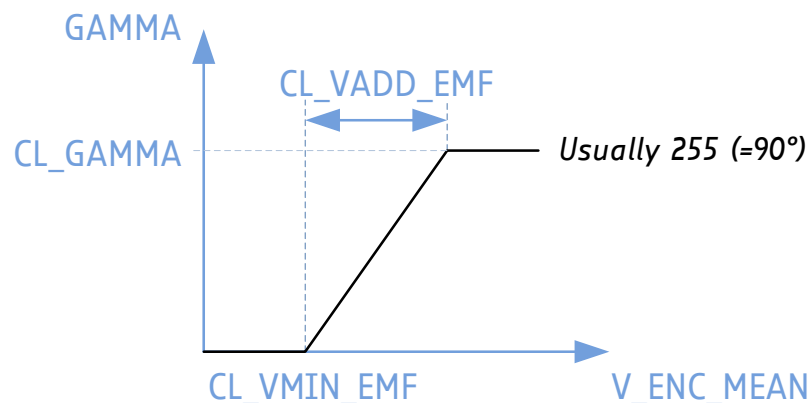 GAMMA
CL_VADD_EMF
CL_GAMMA
Usually 255 (=90°)
CL_VMIN_EMF
V_ENC_MEAN